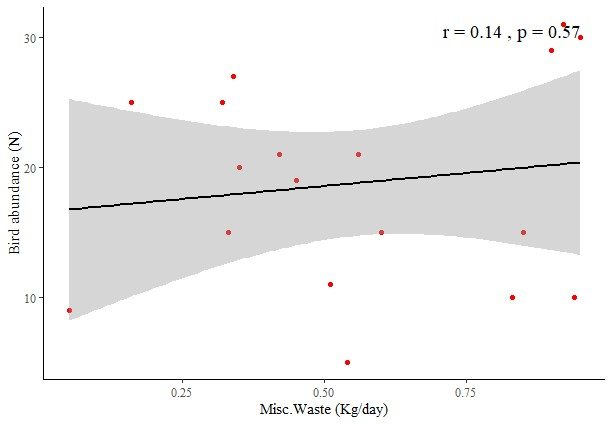 r = 0.14 , p = 0.57
30
20
10
Bird abundance (N)
0.25 0.50 0.75
Misc.Waste (Kg/day)